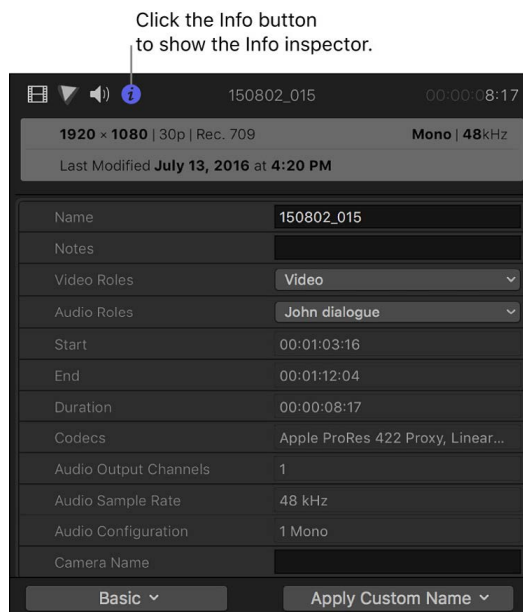 Click the Info button
to show the Info inspector.
150802_015 00:00:08:17
1920 × 1080 | 30p | Rec. 709 Mono | 48kHz
Last Modified July 13, 2016 at 4:20 PM
Name 150802_015
Notes
Video Roles Video
Audio Roles John dialogue
Start 00:01:03:16
End 00:01:12:04
Duration 00:00:08:17
Codecs Apple ProRes 422 Proxy, Linear...
Audio Output Channels 1
Audio Sample Rate 48 kHz
Audio Configuration 1 Mono
Camera Name
Basic Apply Custom Name